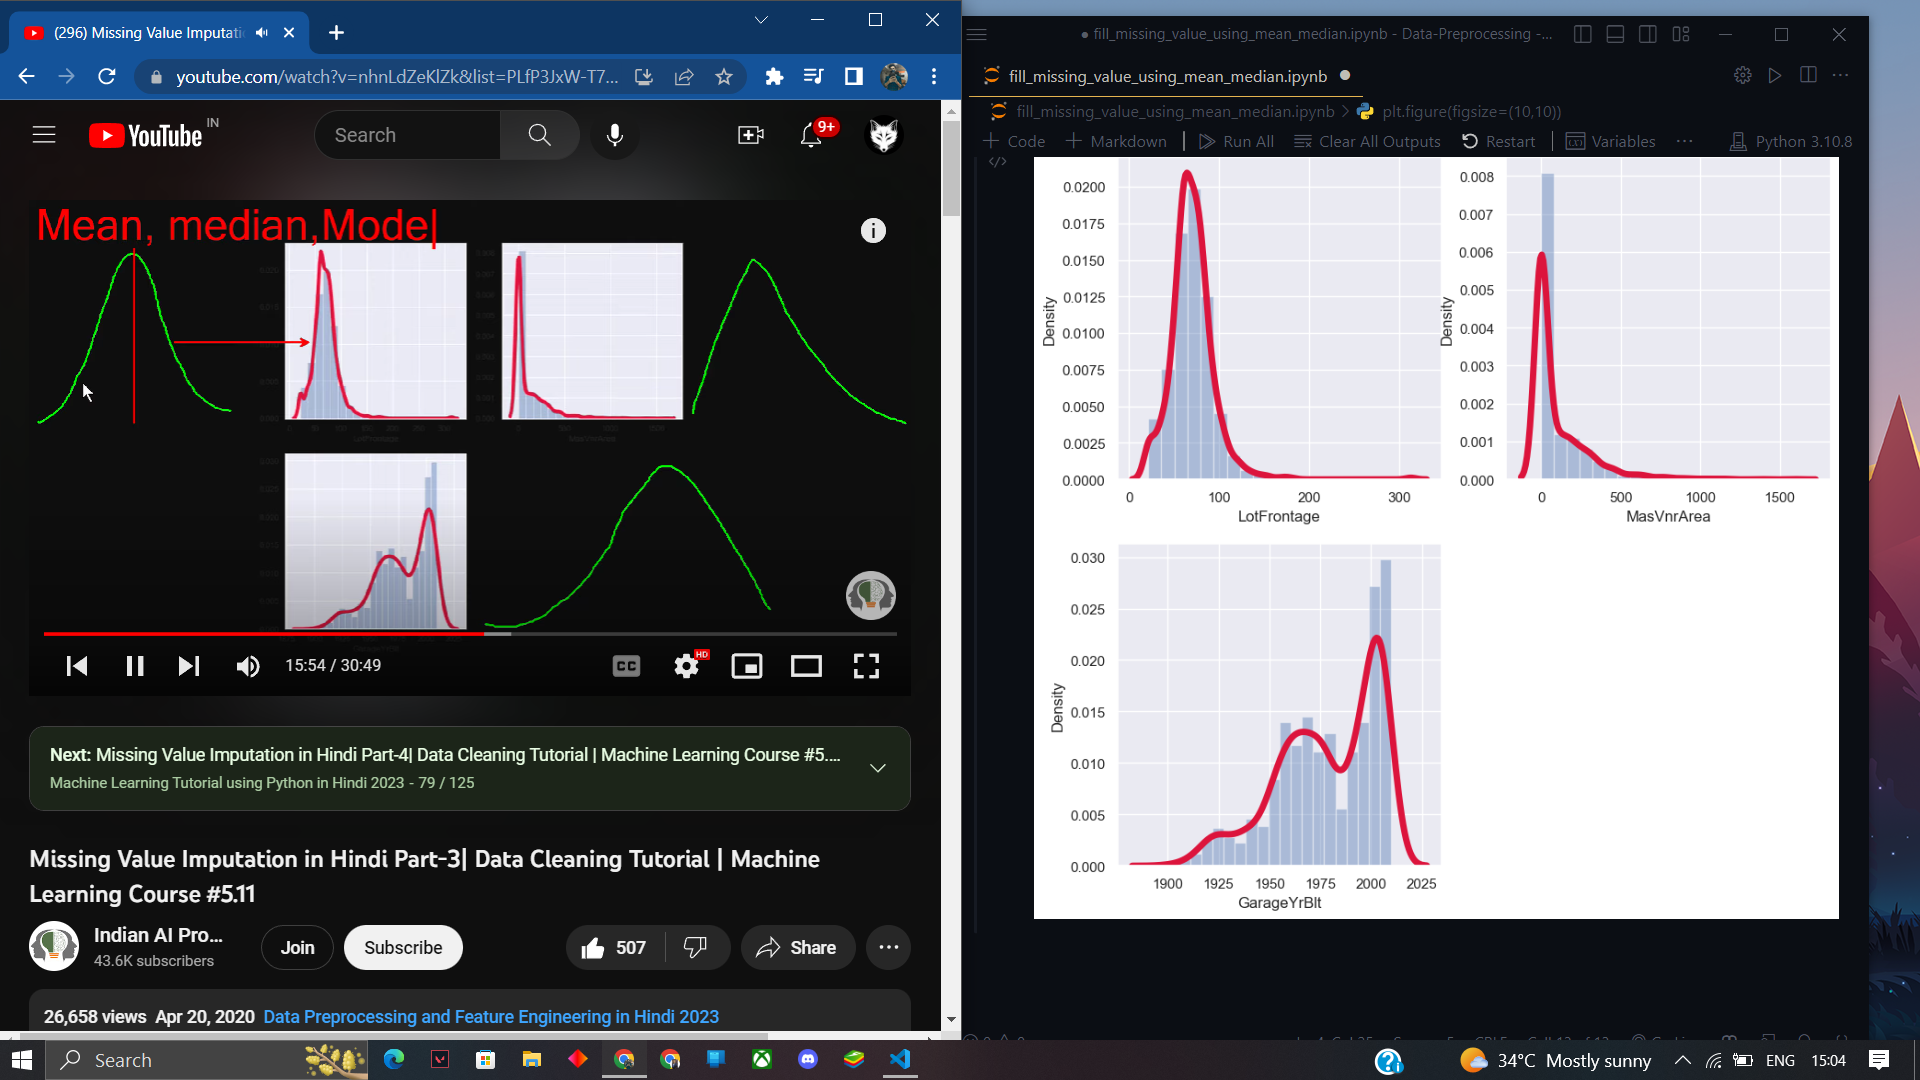 (296) Missing Value Imputati
youtube.com/watch?v=nhnLdZeKlZk&list=PLfP3JxW-T7...
YouTube IN
Search
9+
Mean, median,Mode|
15:54 / 30:49
CC
HD
Next: Missing Value Imputation in Hindi Part-4| Data Cleaning Tutorial | Machine Learning Course #5....
Machine Learning Tutorial using Python in Hindi 2023 - 79 / 125
Missing Value Imputation in Hindi Part-3| Data Cleaning Tutorial | Machine
Learning Course #5.11
Indian AI Pro...
43.6K subscribers
Join
Subscribe
507
Share
26,658 views Apr 20, 2020 Data Preprocessing and Feature Engineering in Hindi 2023
● fill_missing_value_using_mean_median.ipynb - Data-Preprocessing -...
fill_missing_value_using_mean_median.ipynb
fill_missing_value_using_mean_median.ipynb > plt.figure(figsize=(10,10))
+ Code + Markdown Run All Clear All Outputs Restart Variables ... Python 3.10.8
0.0200
0.0175
0.0150
0.0125
0.0100
0.0075
0.0050
0.0025
0.0000
Density
0 100 200 300
LotFrontage
0.008
0.007
0.006
0.005
0.004
0.003
0.002
0.001
0.000
Density
0 500 1000 1500
MasVnrArea
0.030
0.025
0.020
0.015
0.010
0.005
0.000
Density
1900 1925 1950 1975 2000 2025
GarageYrBlt
Search
34°C Mostly sunny
ENG
15:04